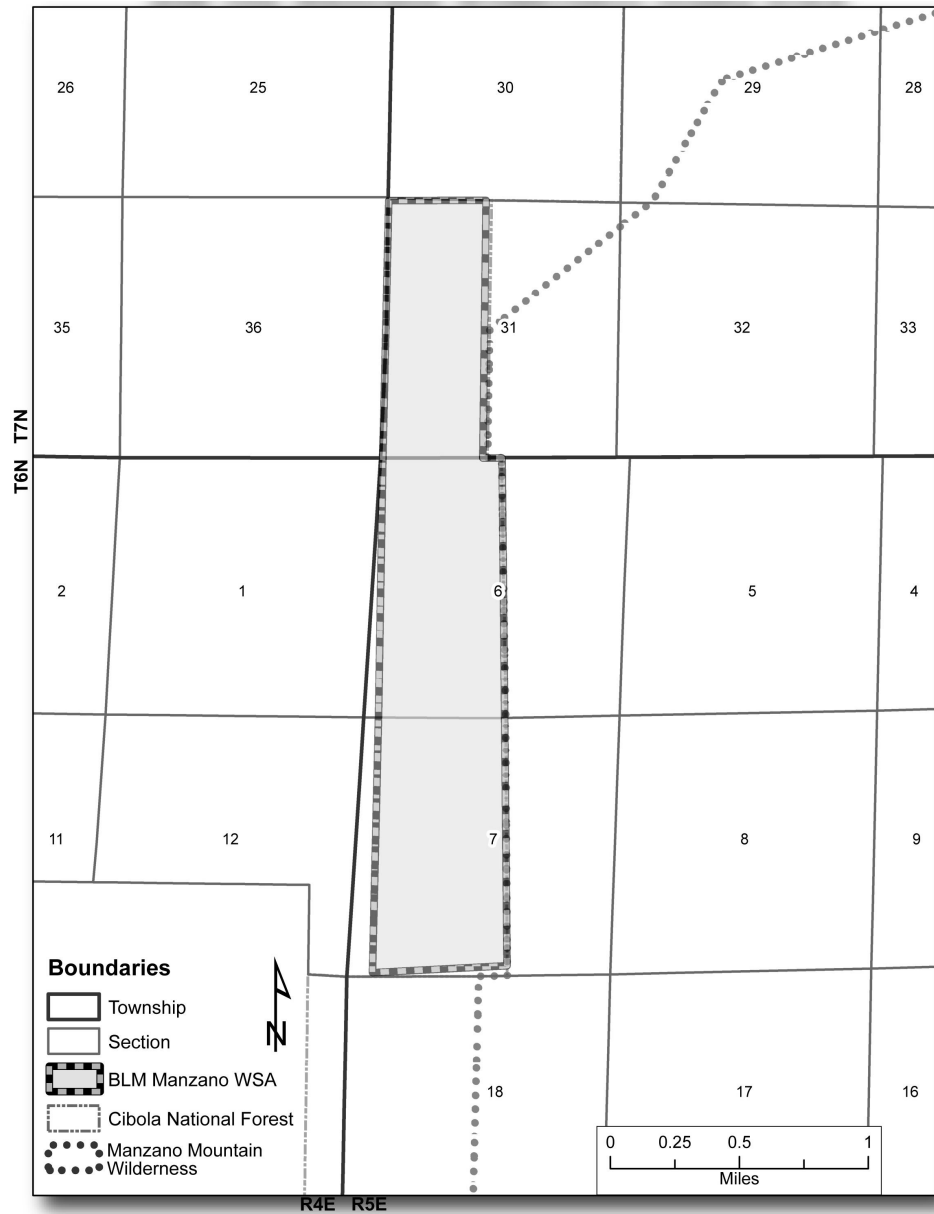 26 25 30 29 28
35 36 31 32 33
T7N
T6N
2 1 6 5 4
11 12 7 8 9
18 17 16
Boundaries
Township
Section
BLM Manzano WSA
Cibola National Forest
Manzano Mountain
Wilderness
N
0 0.25 0.5 1
Miles
R4E R5E